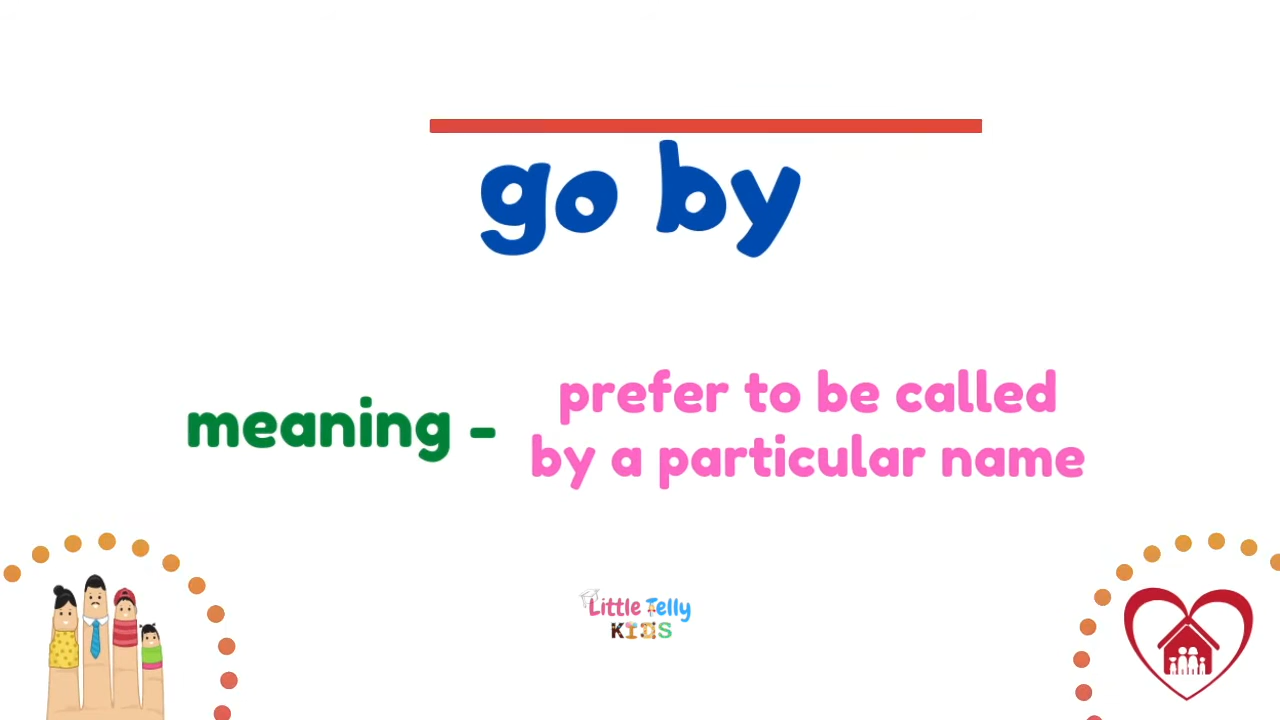 go by
meaning -
prefer to be called
by a particular name
Little Telly
KIDS